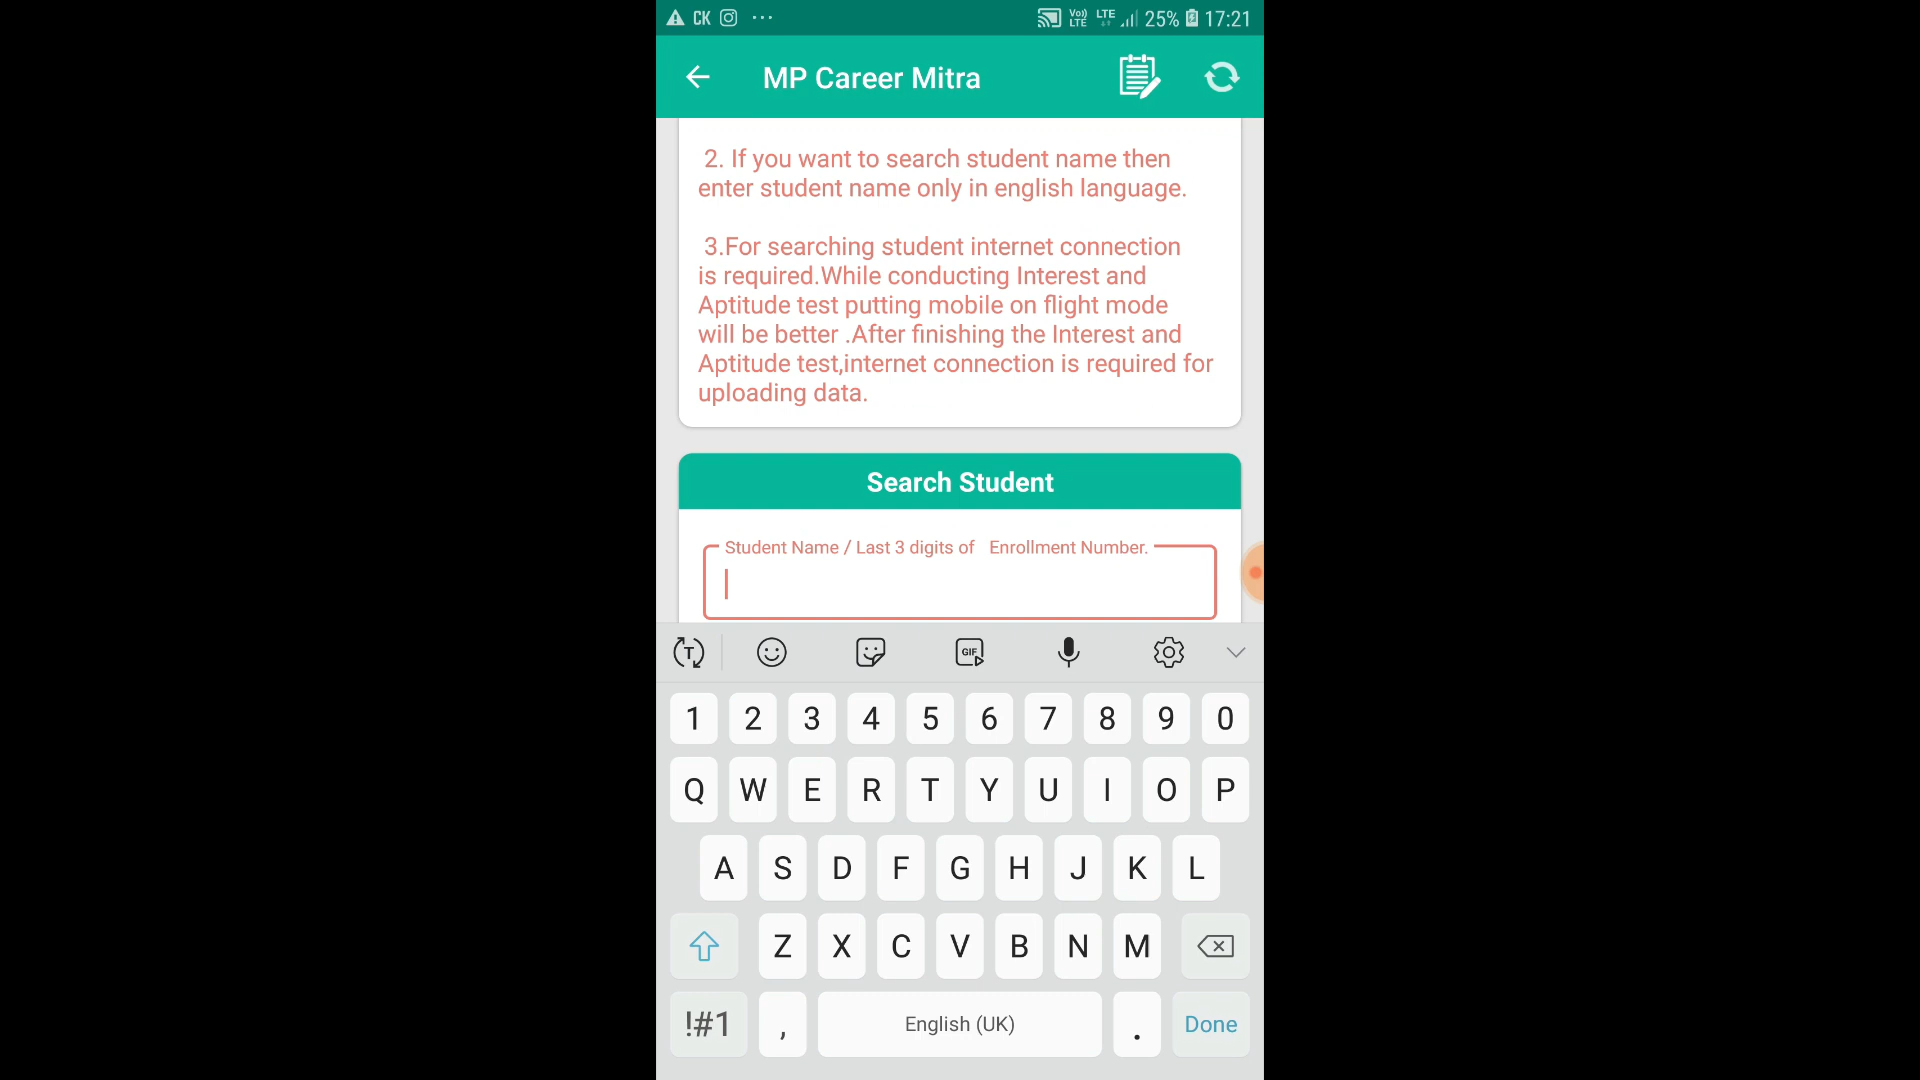 CK ... Vo)) LTE LTE 25% 17:21
MP Career Mitra
2. If you want to search student name then
enter student name only in english language.
3.For searching student internet connection
is required.While conducting Interest and
Aptitude test putting mobile on flight mode
will be better .After finishing the Interest and
Aptitude test,internet connection is required for
uploading data.
Search Student
Student Name / Last 3 digits of Enrollment Number.
T GIF
1 2 3 4 5 6 7 8 9 0
Q W E R T Y U I O P
A S D F G H J K L
Z X C V B N M
!#1 , English (UK) . Done